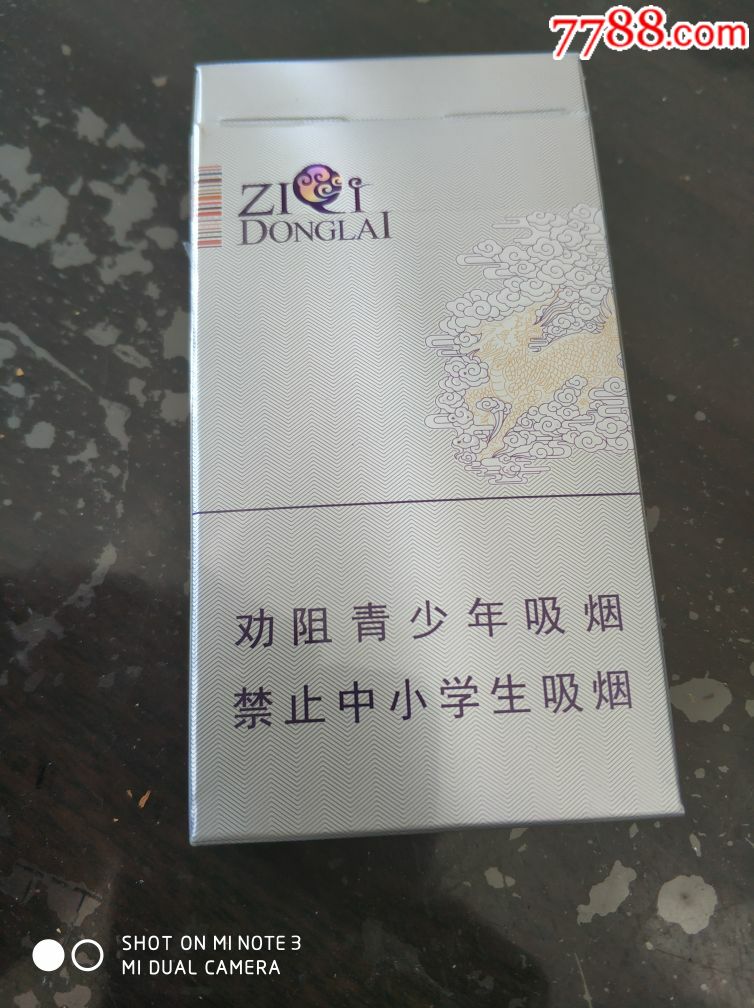 7788.com
ZIQI
DONGLAI
劝阻青少年吸烟
禁止中小学生吸烟
SHOT ON MI NOTE 3
MI DUAL CAMERA